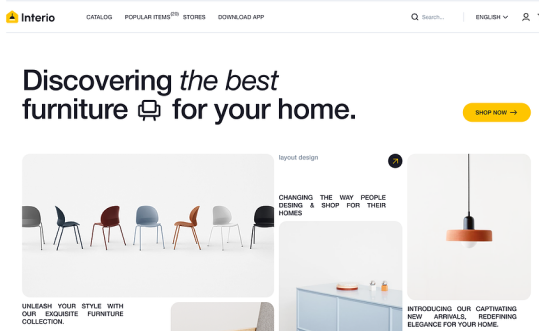 Interio
CATALOG
POPULAR ITEMS
STORES
DOWNLOAD APP
Search...
ENGLISH
Discovering the best
furniture for your home.
SHOP NOW
layout design
CHANGING THE WAY PEOPLE
DESING & SHOP FOR THEIR
HOMES
UNLEASH YOUR STYLE WITH
OUR EXQUISITE FURNITURE
COLLECTION.
INTRODUCING OUR CAPTIVATING
NEW ARRIVALS, REDEFINING
ELEGANCE FOR YOUR HOME.